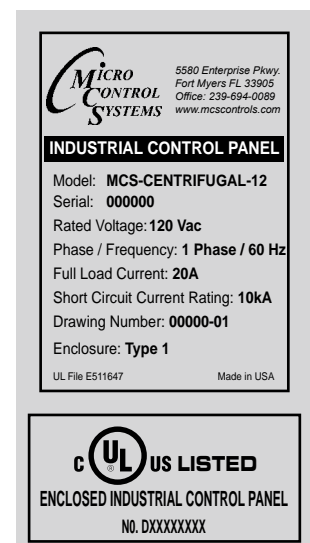 MICRO
CONTROL
SYSTEMS
5580 Enterprise Pkwy.
Fort Myers FL 33905
Office: 239-694-0089
www.mcscontrols.com
INDUSTRIAL CONTROL PANEL
Model: MCS-CENTRIFUGAL-12
Serial: 000000
Rated Voltage: 120 Vac
Phase / Frequency: 1 Phase / 60 Hz
Full Load Current: 20A
Short Circuit Current Rating: 10kA
Drawing Number: 00000-01
Enclosure: Type 1
UL File E511647 Made in USA
C UL ® US LISTED
ENCLOSED INDUSTRIAL CONTROL PANEL
N0. DXXXXXXXX